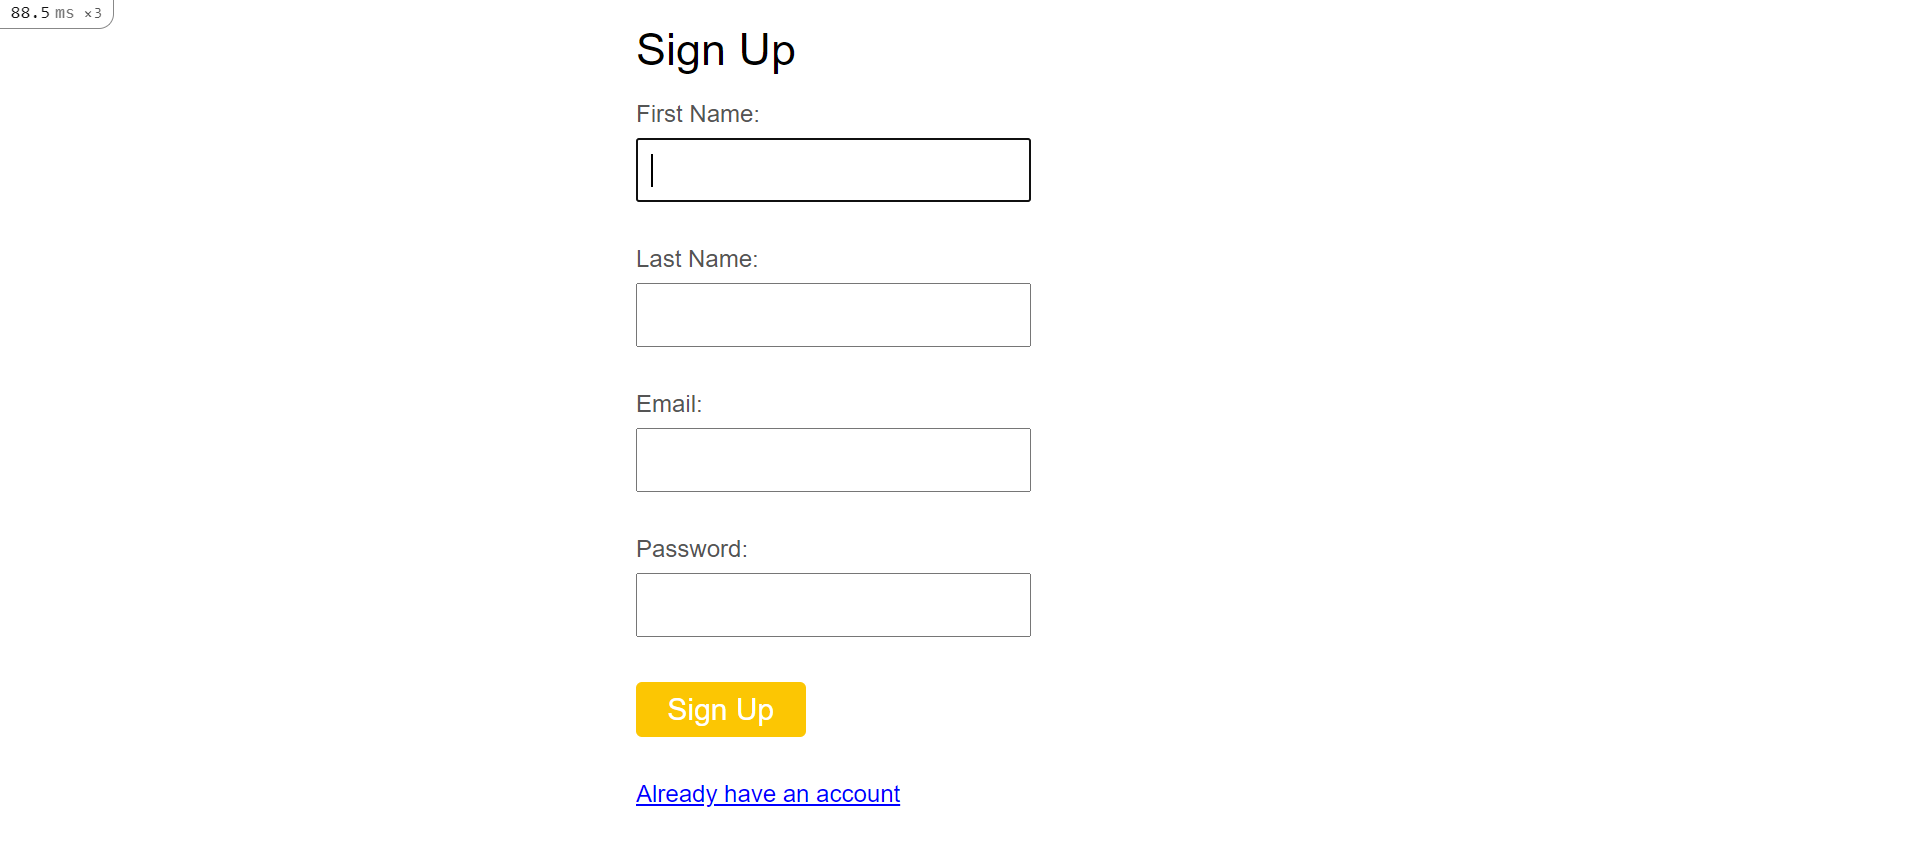 88.5 ms ×3
Sign Up
First Name:
Last Name:
Email:
Password:
Sign Up
Already have an account